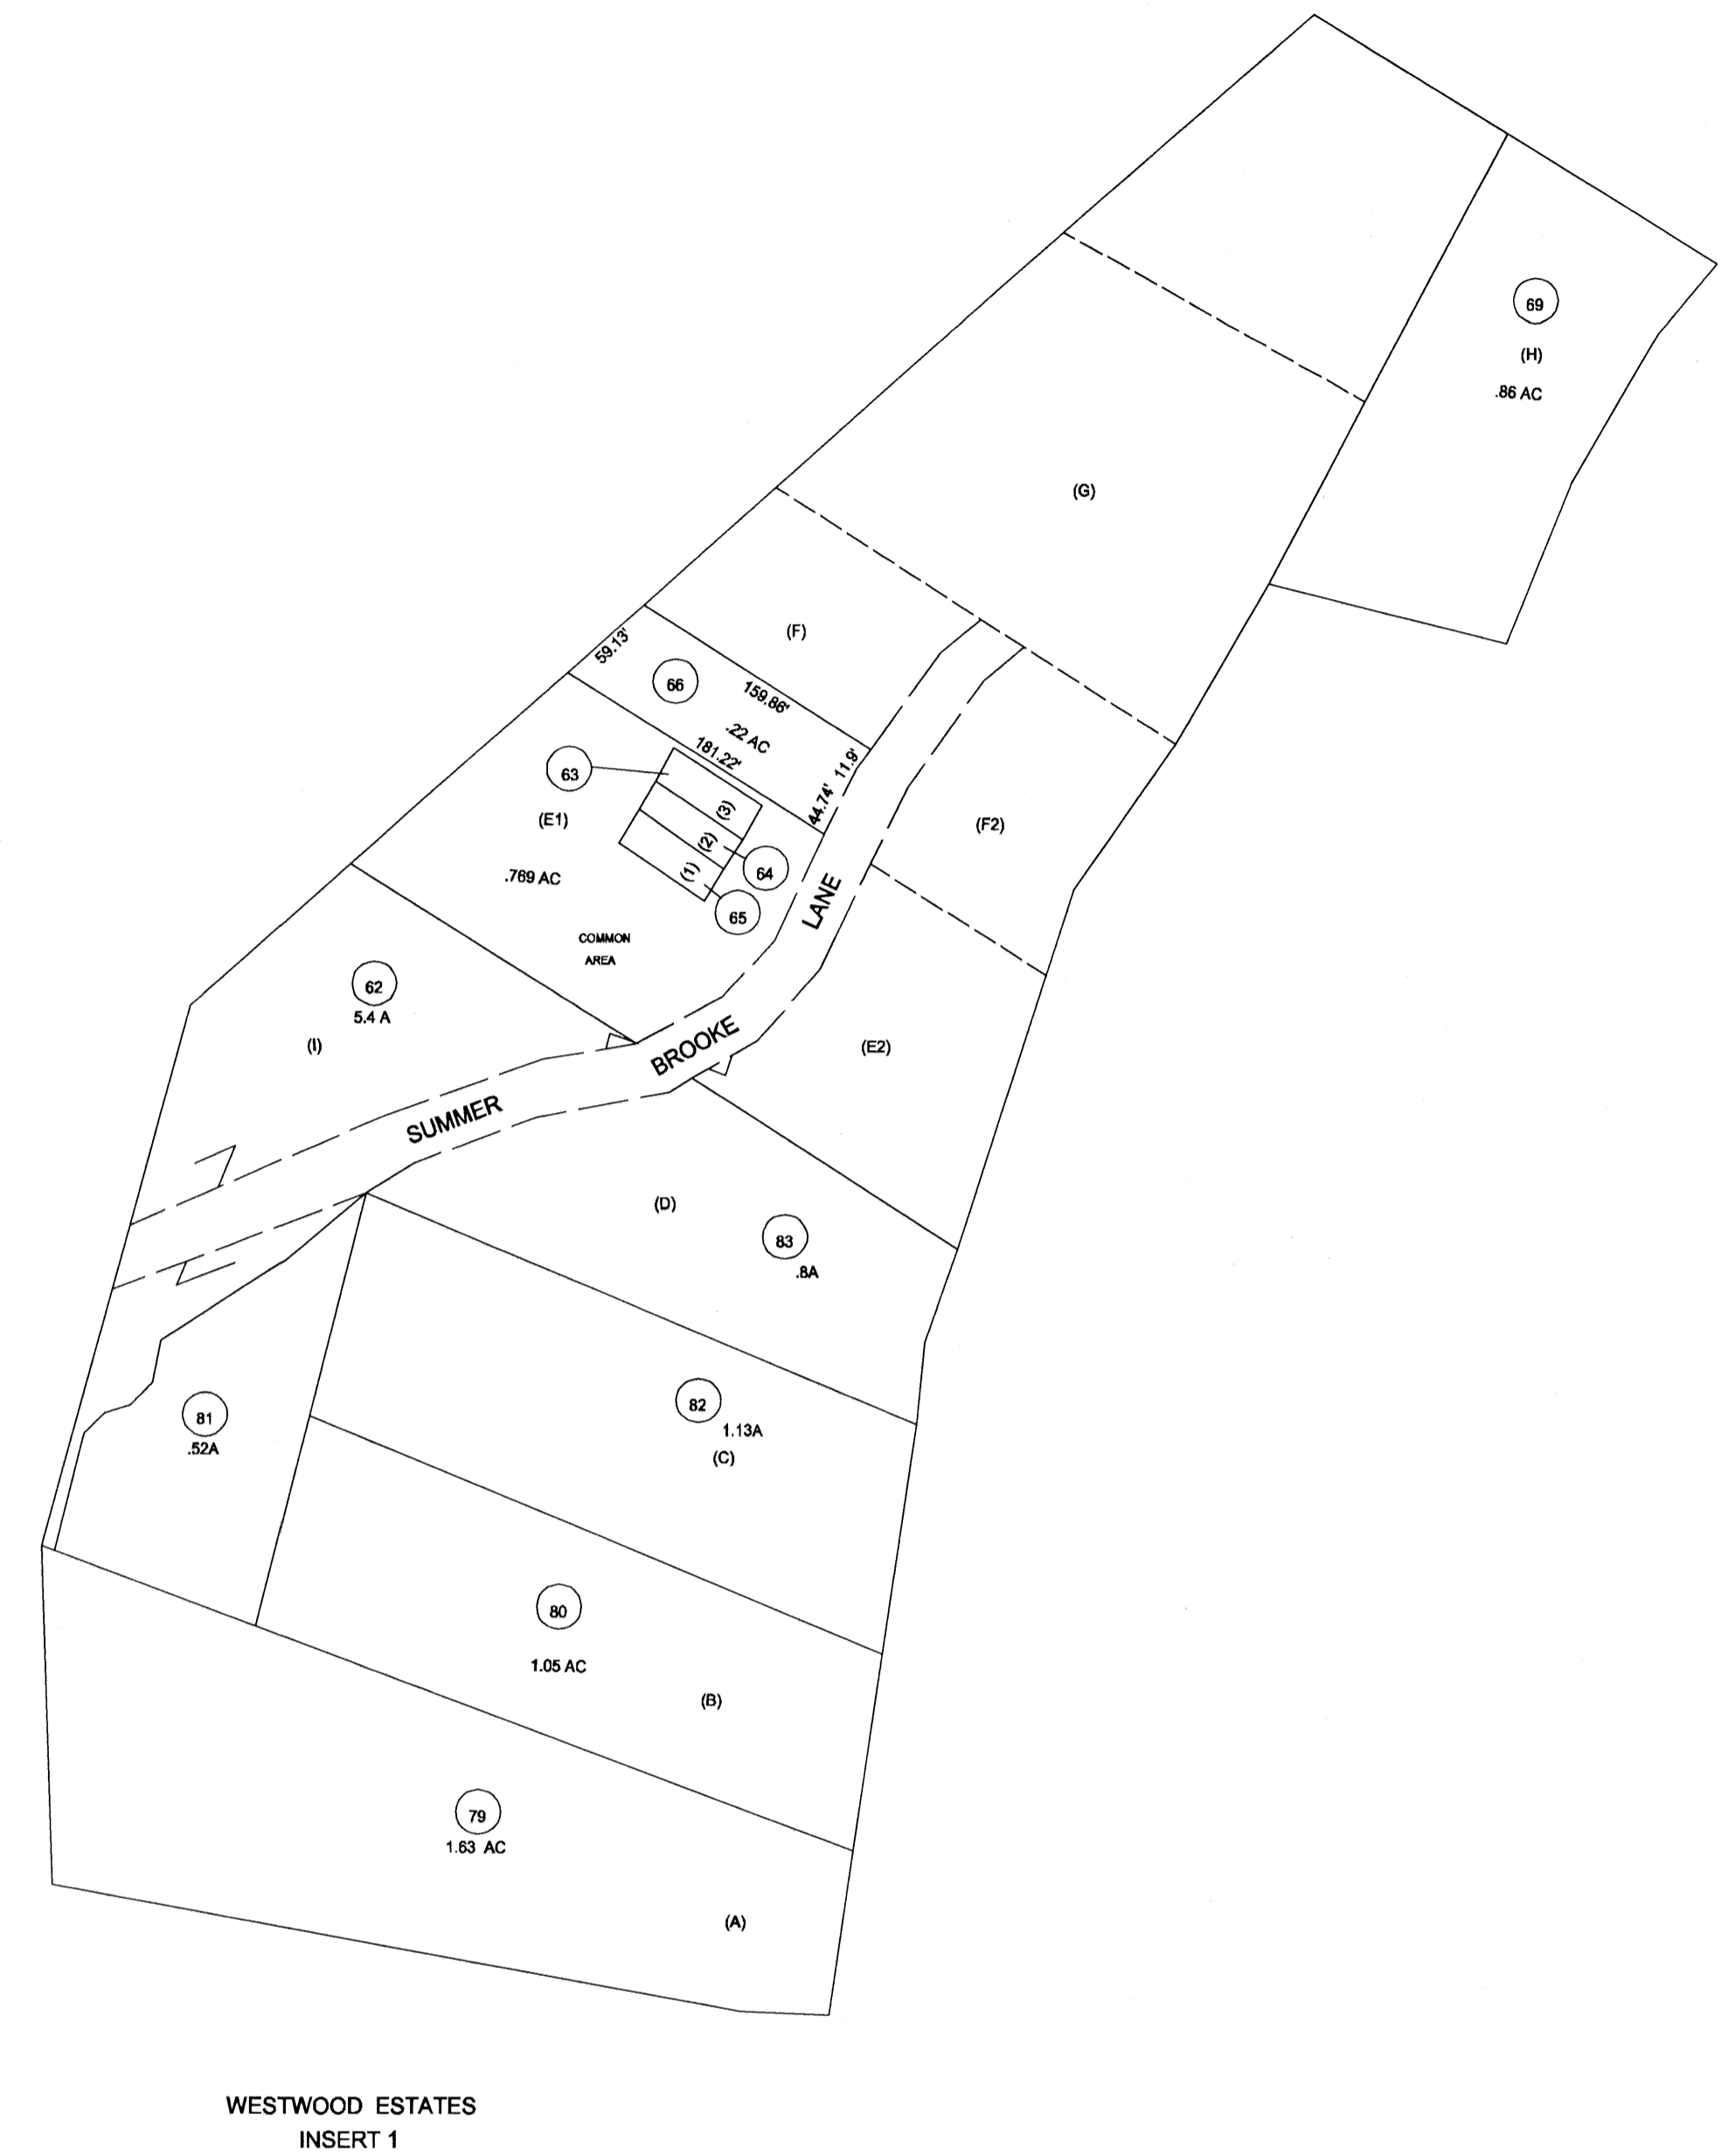 69
(H)
.86 AC
(G)
(F)
59.13'
66
159.86'
.22 AC
181.22'
11.9'
44.74'
63
(3)
(E1)
(2)
(F2)
64
(1)
.769 AC
65
LANE
COMMON
AREA
62
5.4 A
(I)
BROOKE
(E2)
SUMMER
(D)
83
.8A
82
1.13A
(C)
81
.52A
80
1.05 AC
(B)
79
1.63 AC
(A)
WESTWOOD ESTATES
INSERT 1